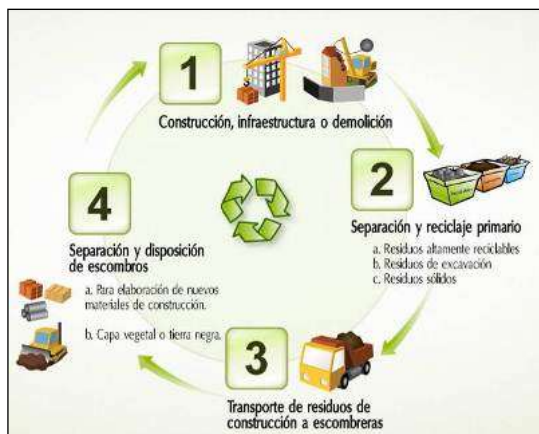 1
Construcción, infraestructura o demolición
2
Separación y reciclaje primario
a. Residuos altamente reciclables
b. Residuos de excavación
c. Residuos sólidos
3
Transporte de residuos de
construcción a escombreras
4
Separación y disposición
de escombros
a. Para elaboración de nuevos
materiales de construcción.
b. Capa vegetal o tierra negra.